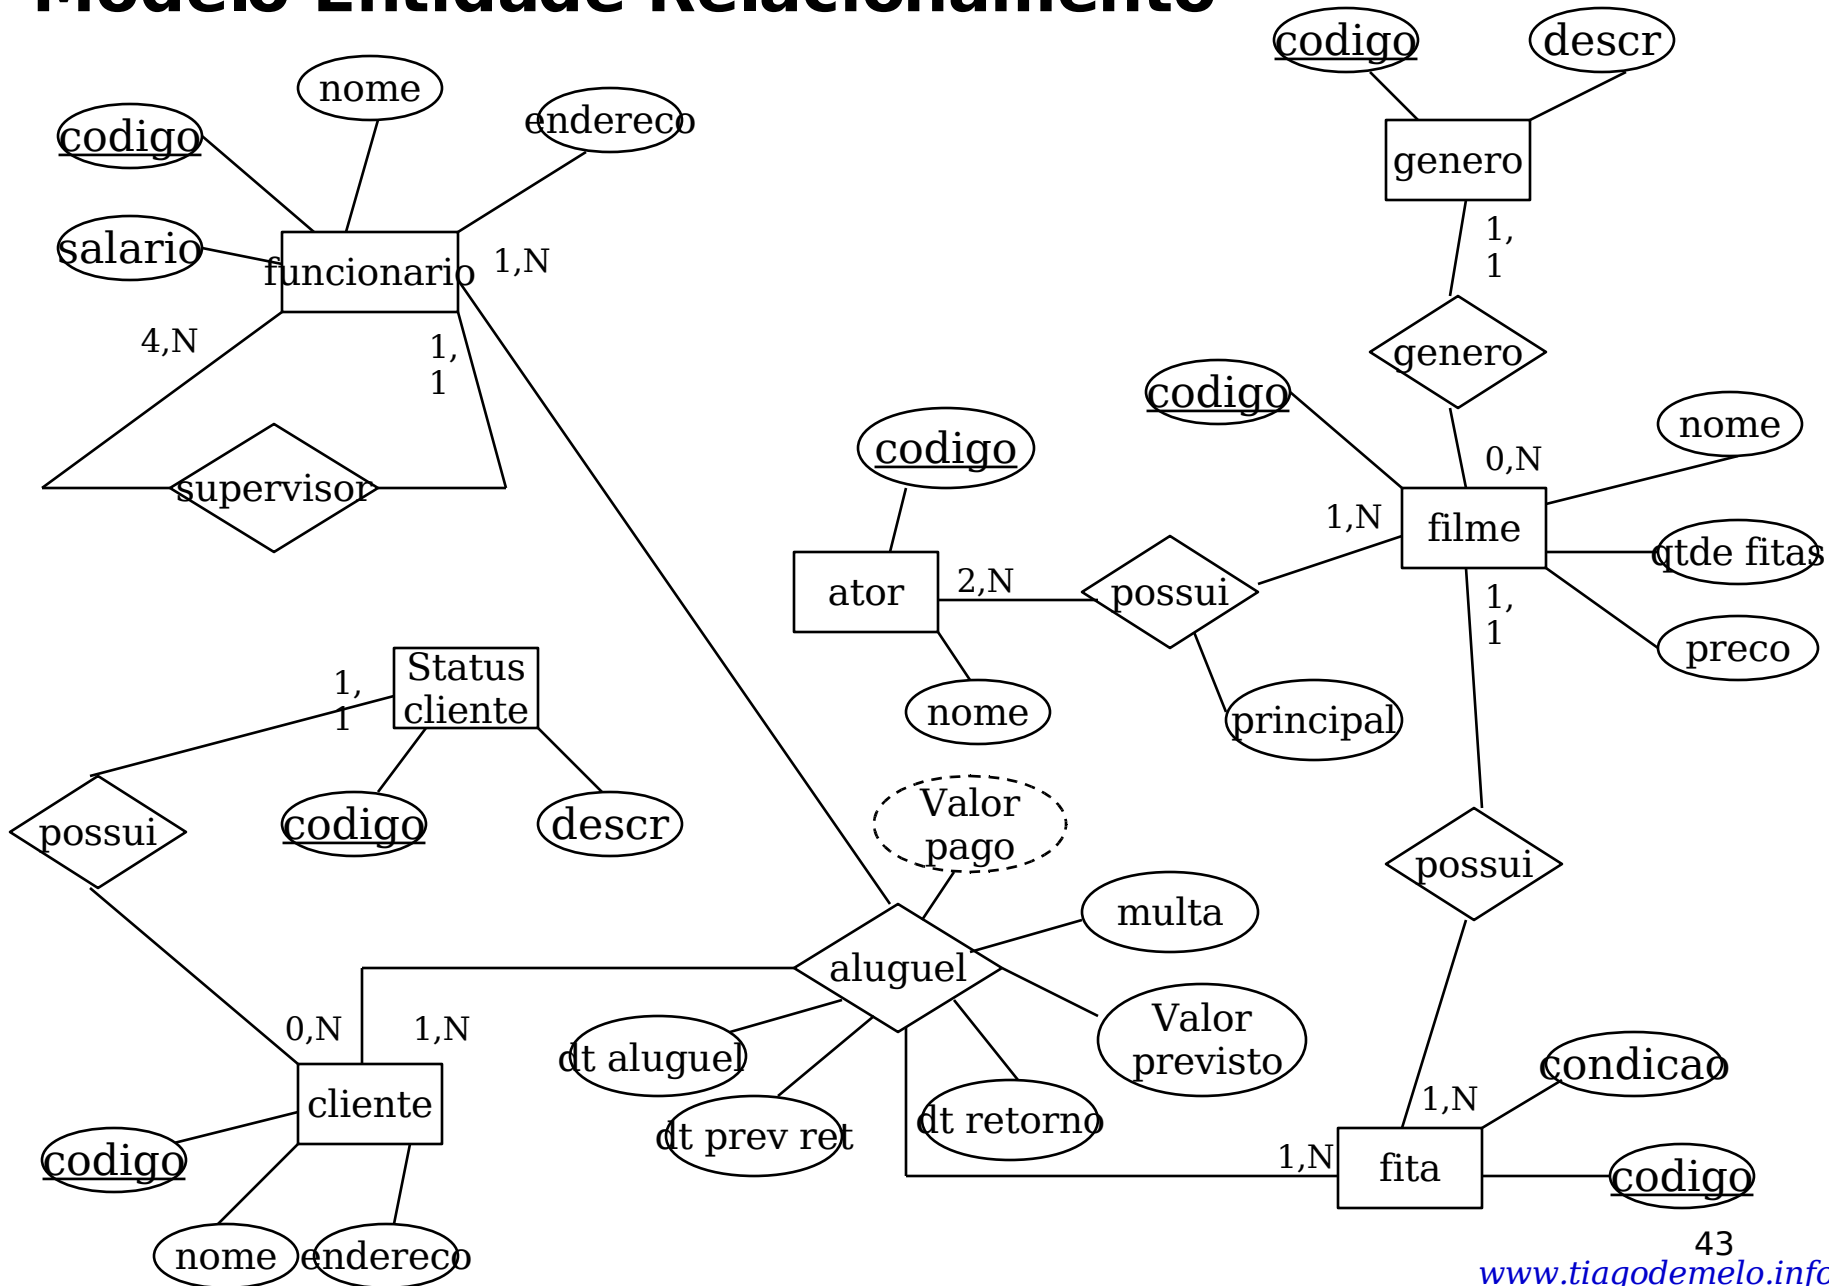 Modelo Entidade Relacionamento
codigo
descr
nome
endereco
codigo
genero
salario
funcionario
1,N
1,
1
4,N
1,
1
genero
codigo
nome
codigo
0,N
supervisor
1,N
filme
qtde fitas
ator
2,N
possui
1,
1
preco
Status
cliente
1,
1
nome
principal
possui
codigo
descr
Valor
pago
possui
multa
aluguel
0,N
1,N
dt aluguel
Valor
previsto
condicao
cliente
dt prev ret
dt retorno
1,N
1,N
fita
codigo
codigo
nome
endereco
43
www.tiagodemelo.info